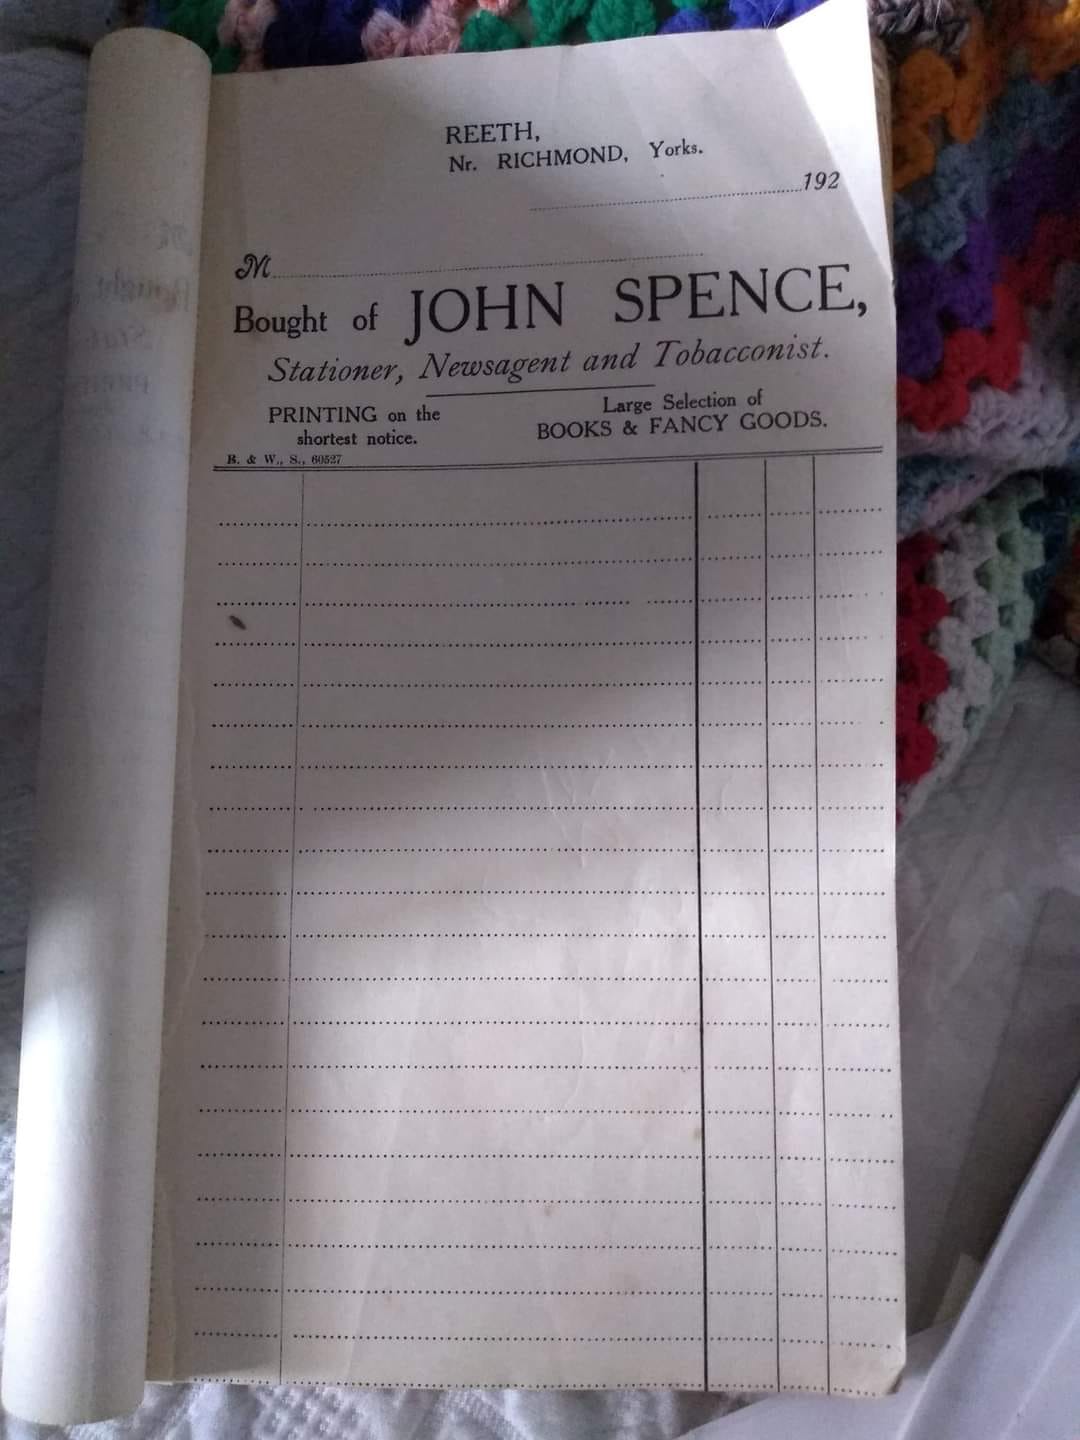 REETH,
Nr. RICHMOND, Yorks.
192
M
Bought of JOHN SPENCE,
Stationer, Newsagent and Tobacconist.
PRINTING on the
shortest notice.
Large Selection of
BOOKS & FANCY GOODS.
B. & W., S., 60527